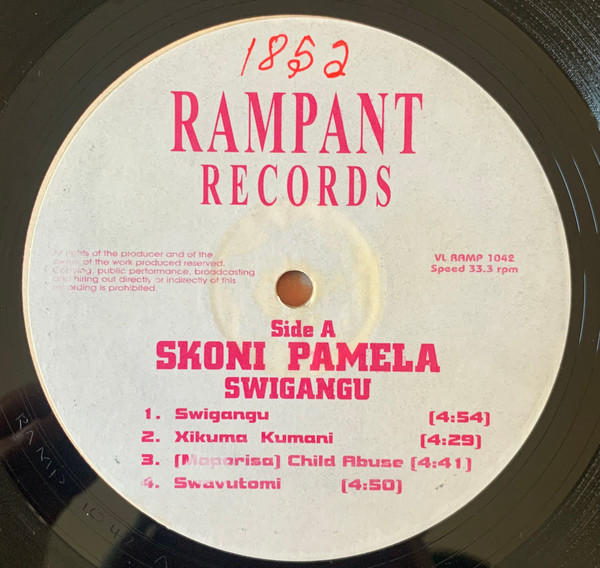 1852
RAMPANT
RECORDS
All rights of the producer and of the
owner of the work produced reserved.
Copying, public performance, broadcasting
and hiring out directly or indirectly of this
recording is prohibited.
VL RAMP 1042
Speed 33.3 rpm
Side A
SKONI PAMELA
SWIGANGU
1. Swigangu (4:54)
2. Xikuma Kumani (4:29)
3. (Maparisa) Child Abuse (4:41)
4. Swavutomi (4:50)
RAMP 1042